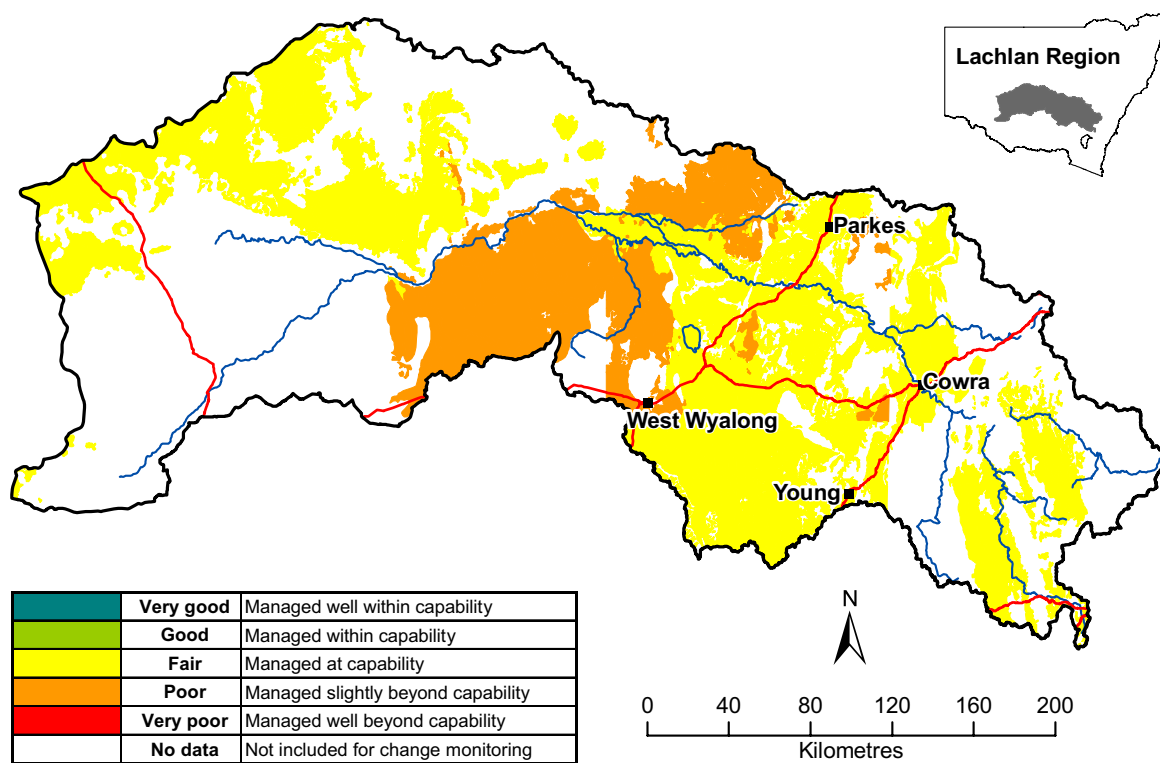 Lachlan Region
Parkes
Cowra
West Wyalong
Young
Very good Managed well within capability
Good Managed within capability
Fair Managed at capability
Poor Managed slightly beyond capability
Very poor Managed well beyond capability
No data Not included for change monitoring
N
0 40 80 120 160 200
Kilometres